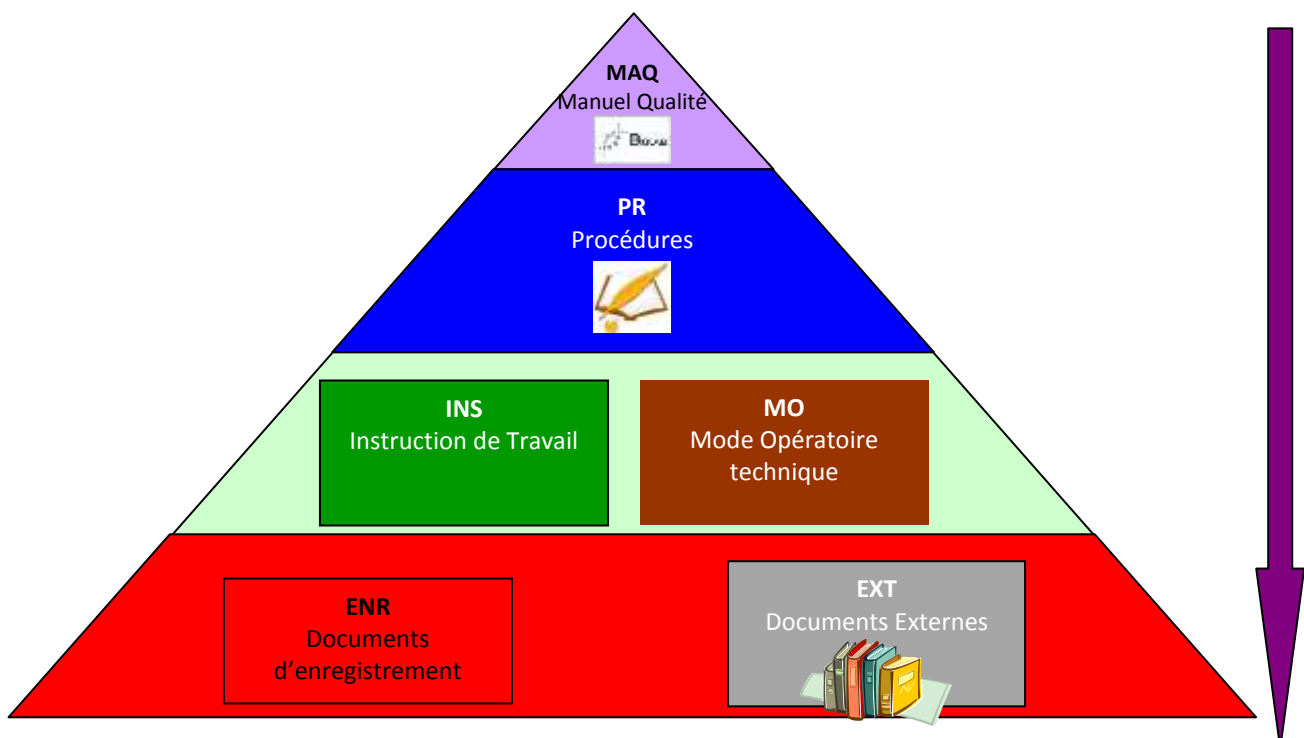 MAQ
Manuel Qualité
PR
Procédures
INS
Instruction de Travail
MO
Mode Opératoire
technique
ENR
Documents
d’enregistrement
EXT
Documents Externes